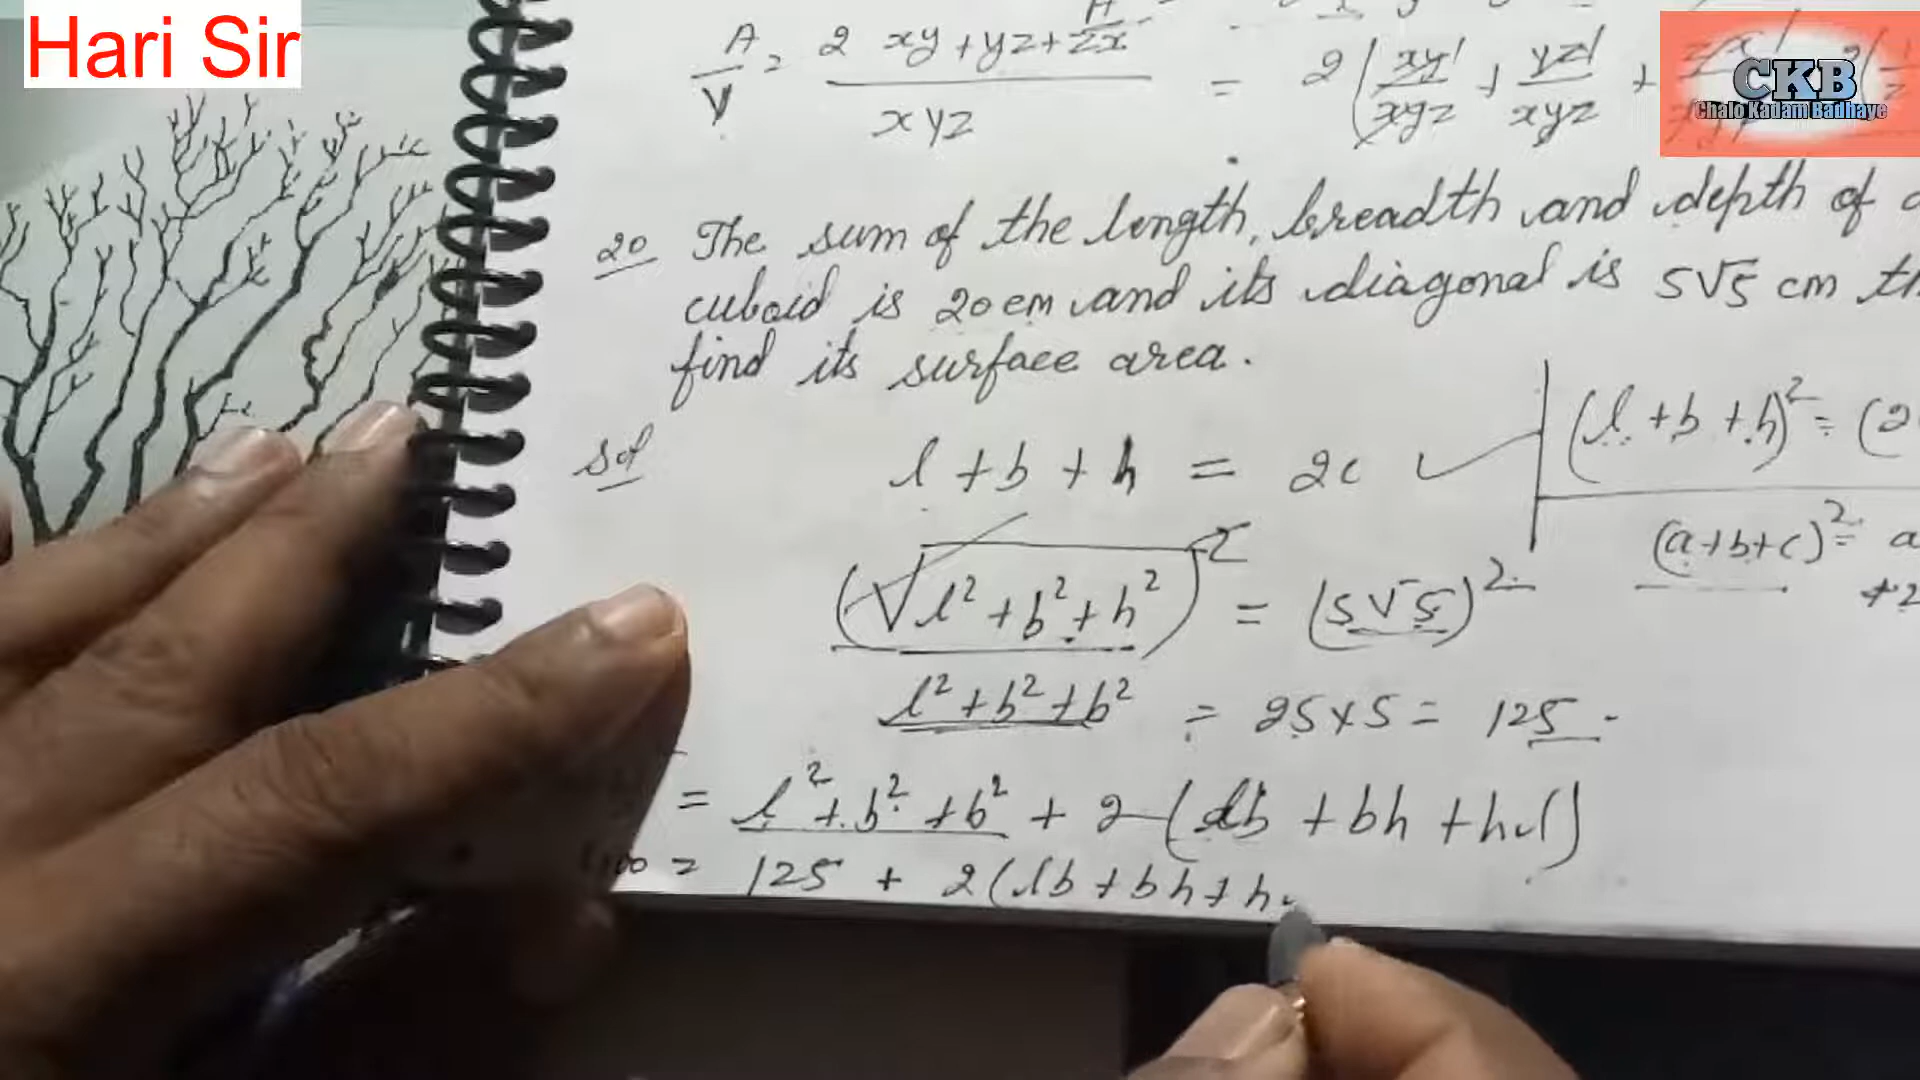 Hari Sir
CKB
Chalo Kadam Badhaye
A/V = 2 xy+yz+zx / xyz = 2(xy/xyz + yz/xyz +
20 The sum of the length, breadth and depth of
cuboid is 20 cm and its diagonal is 5√5 cm
find its surface area.
Sol l + b + h = 20
(l + b + h)² = (2
(a+b+c)² = a
+2
(√l² + b² + h²)² = (5√5)²
l² + b² + b² = 25×5 = 125
= l² + b² + b² + 2 (lb + bh + hl)
= 125 + 2(lb + bh + h